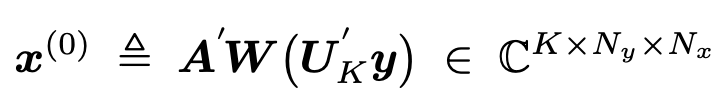 𝒙⁽⁰⁾ ≜ 𝑨′𝑾(𝑼′_K 𝒚) ∈ ℂ^{K×N_y×N_x}